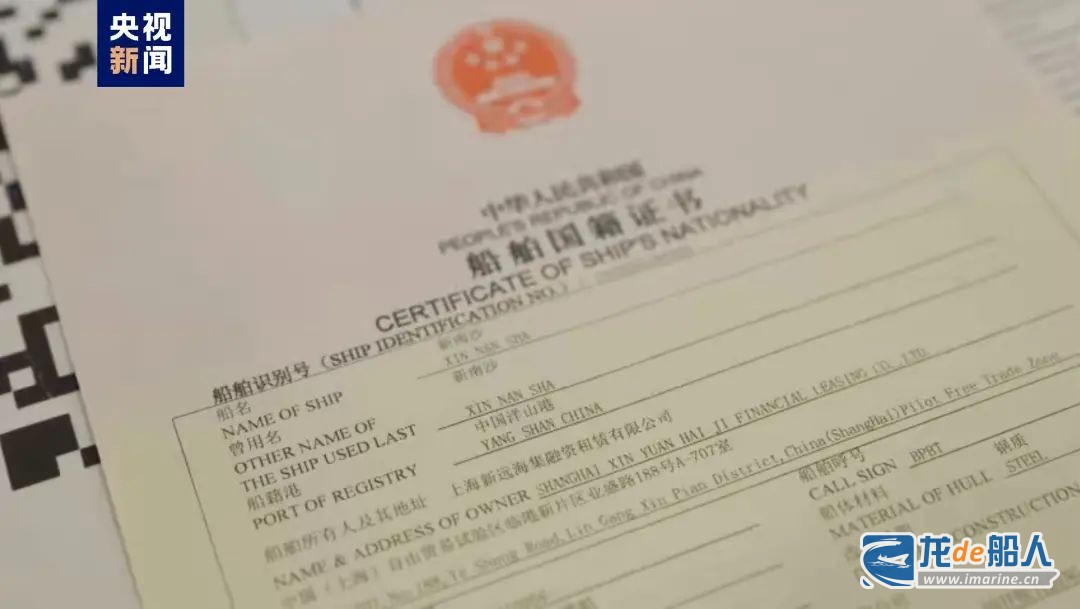 央视
新闻
中华人民共和国
PEOPLE'S REPUBLIC OF CHINA
船舶国籍证书
CERTIFICATE OF SHIP'S NATIONALITY
船舶识别号（SHIP IDENTIFICATION NO.）
船名
新南沙
NAME OF SHIP
XIN NAN SHA
曾用名
新南沙
OTHER NAME OF
THE SHIP USED LAST
XIN NAN SHA
船籍港
中国洋山港
PORT OF REGISTRY
YANG SHAN CHINA
船舶所有人及其地址
上海新远海集融资租赁有限公司
NAME & ADDRESS OF OWNER SHANGHAI XIN YUAN HAI JI FINANCIAL LEASING CO.,LTD.
中国（上海）自由贸易试验区临港新片区业盛路188号A-707室
No.188,Ye Sheng Road,Lin Gang Xin Pian District,China(ShangHai)Pilot Free Trade Zone
船舶呼号
CALL SIGN BPBT
船体材料
钢质
MATERIAL OF HULL STEEL
CONSTRUCTION
龙de船人
www.imarine.cn